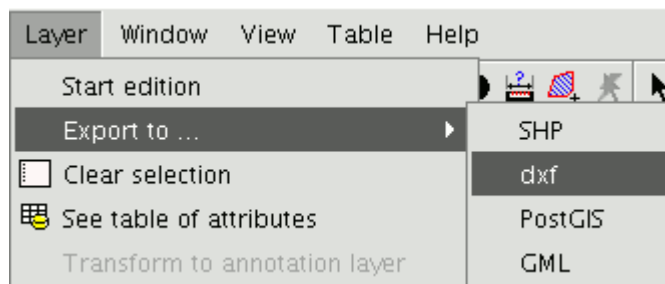 Layer Window View Table Help
Start edition
Export to ...
SHP
Clear selection
dxf
See table of attributes
PostGIS
Transform to annotation layer
GML